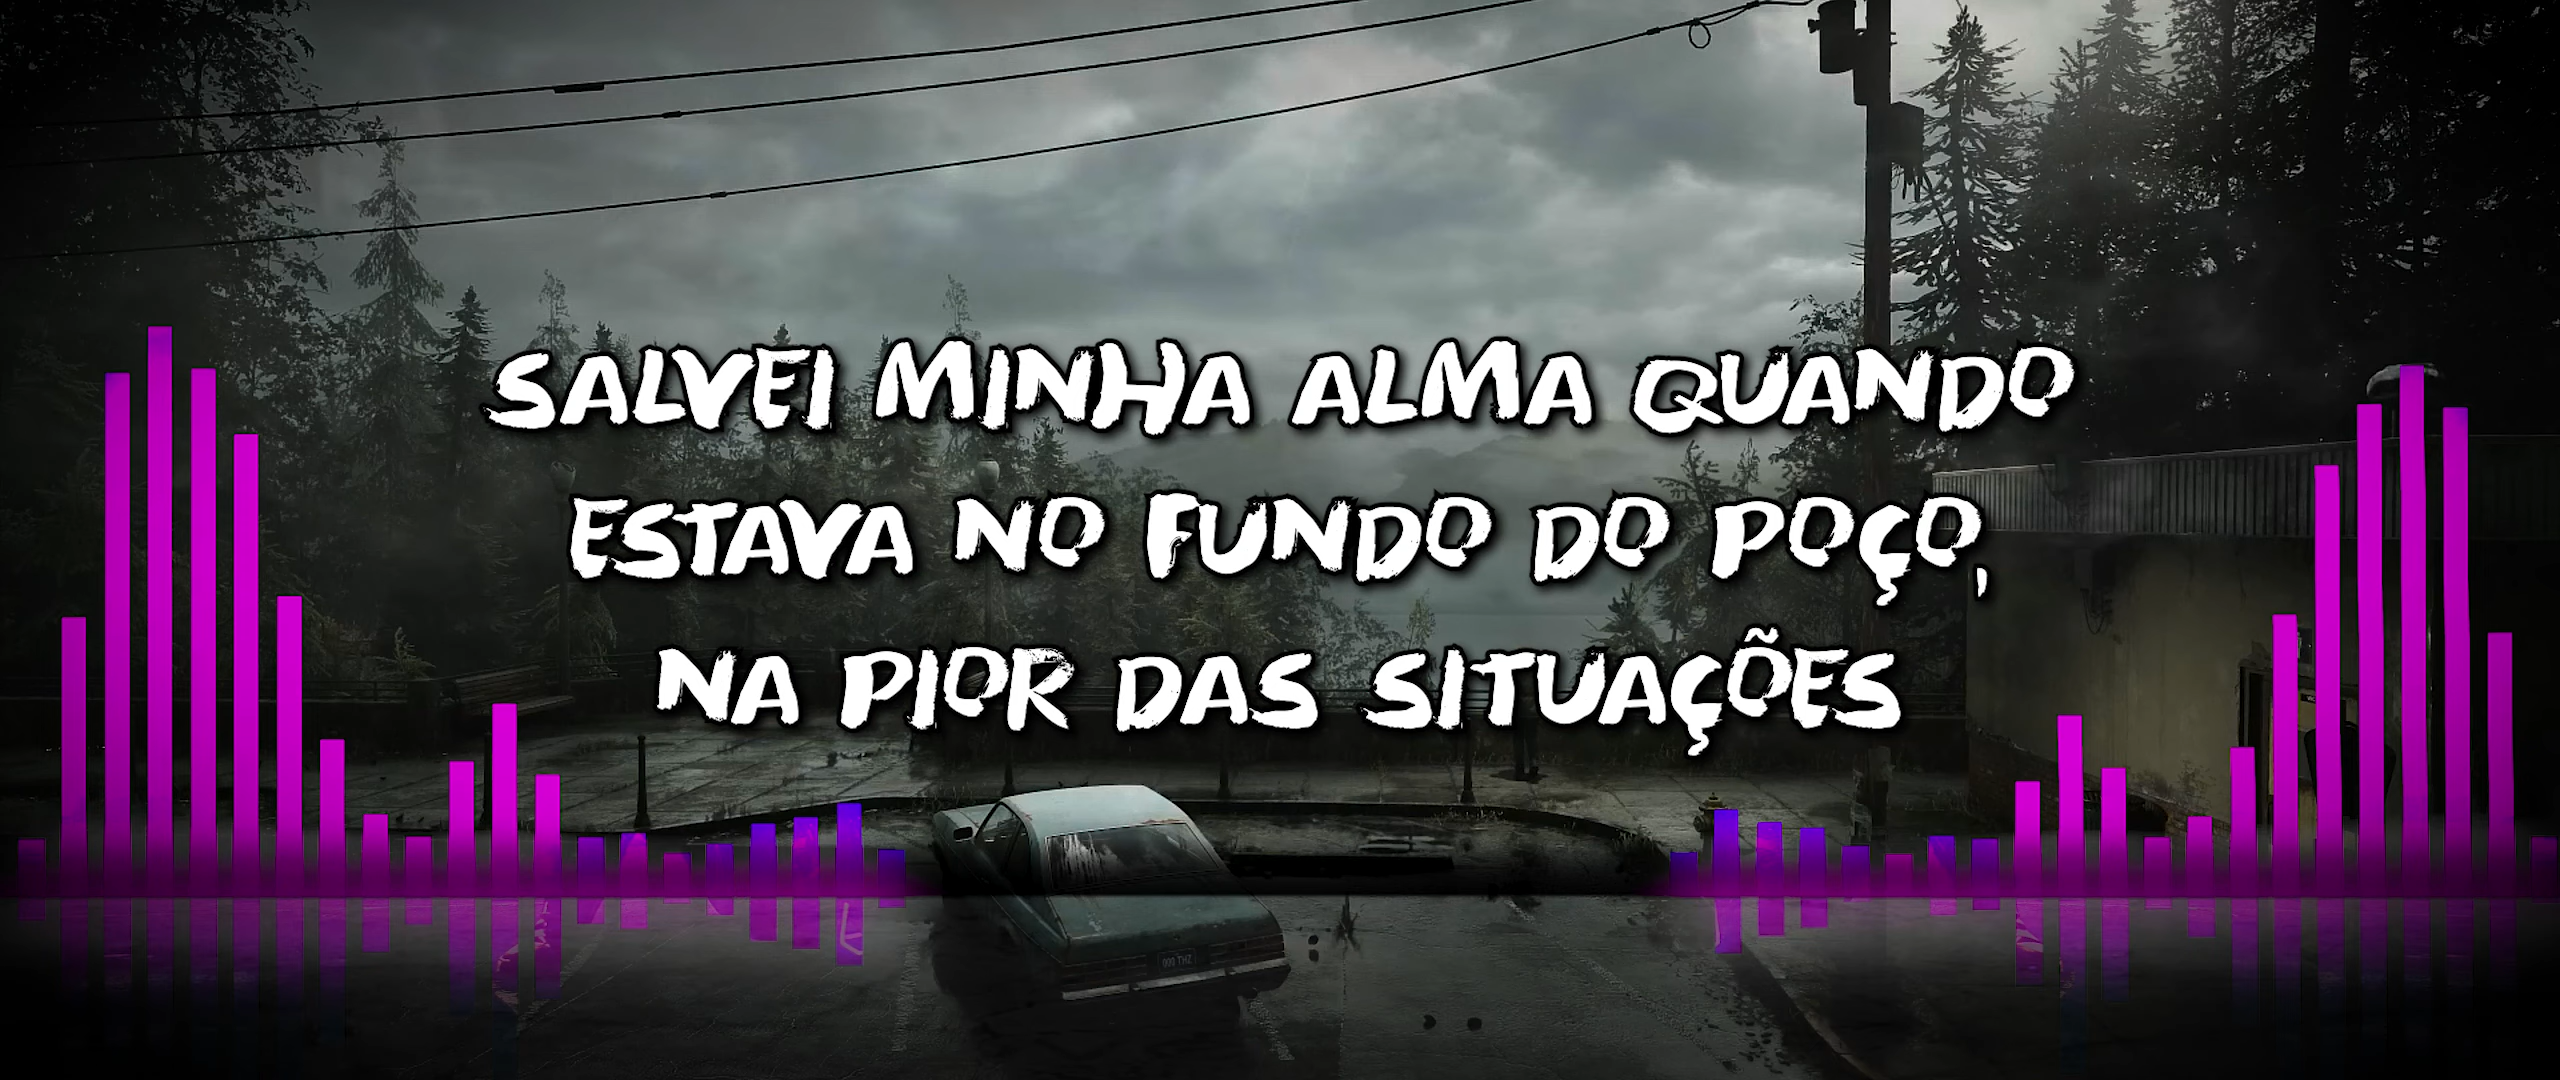 SALVEI MINHA ALMA QUANDO
ESTAVA NO FUNDO DO POÇO,
NA PIOR DAS SITUAÇÕES